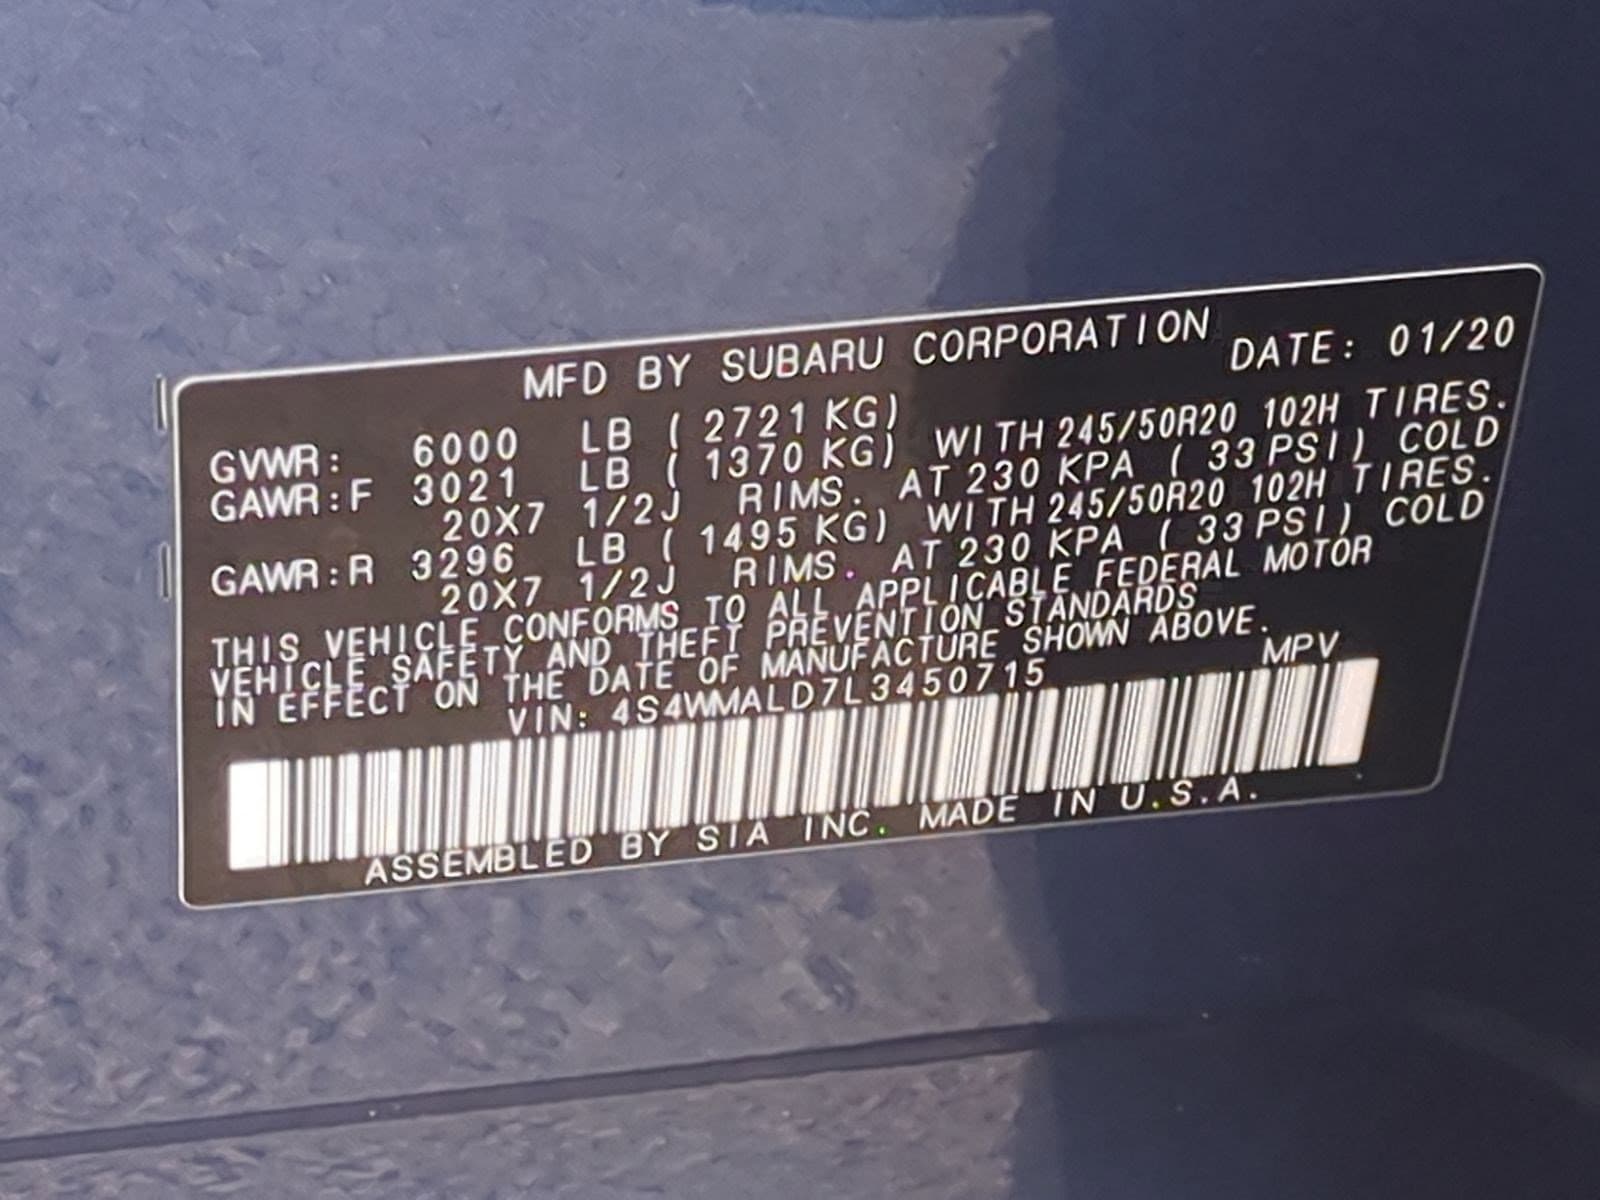 MFD BY SUBARU CORPORATION DATE: 01/20
GVWR: 6000 LB ( 2721 KG)
GAWR:F 3021 LB ( 1370 KG) WITH 245/50R20 102H TIRES.
20X7 1/2J RIMS. AT 230 KPA ( 33 PSI) COLD
GAWR:R 3296 LB ( 1495 KG) WITH 245/50R20 102H TIRES.
20X7 1/2J RIMS. AT 230 KPA ( 33 PSI) COLD
THIS VEHICLE CONFORMS TO ALL APPLICABLE FEDERAL MOTOR
VEHICLE SAFETY AND THEFT PREVENTION STANDARDS
IN EFFECT ON THE DATE OF MANUFACTURE SHOWN ABOVE.
VIN: 4S4WMALD7L3450715 MPV
ASSEMBLED BY SIA INC. MADE IN U.S.A.